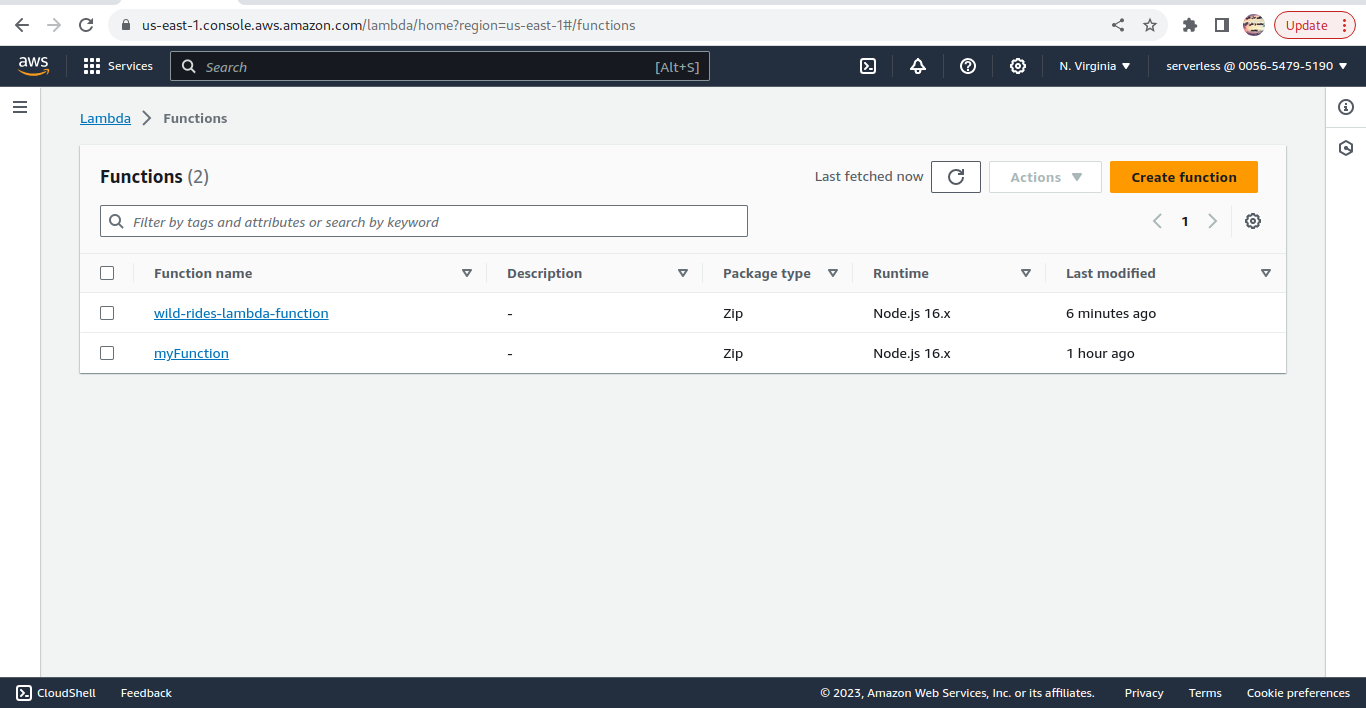 us-east-1.console.aws.amazon.com/lambda/home?region=us-east-1#/functions Update
aws Services Search [Alt+S] N. Virginia serverless @ 0056-5479-5190
Lambda Functions
Functions (2) Last fetched now Actions Create function
Filter by tags and attributes or search by keyword 1
Function name Description Package type Runtime Last modified
wild-rides-lambda-function - Zip Node.js 16.x 6 minutes ago
myFunction - Zip Node.js 16.x 1 hour ago
CloudShell Feedback © 2023, Amazon Web Services, Inc. or its affiliates. Privacy Terms Cookie preferences